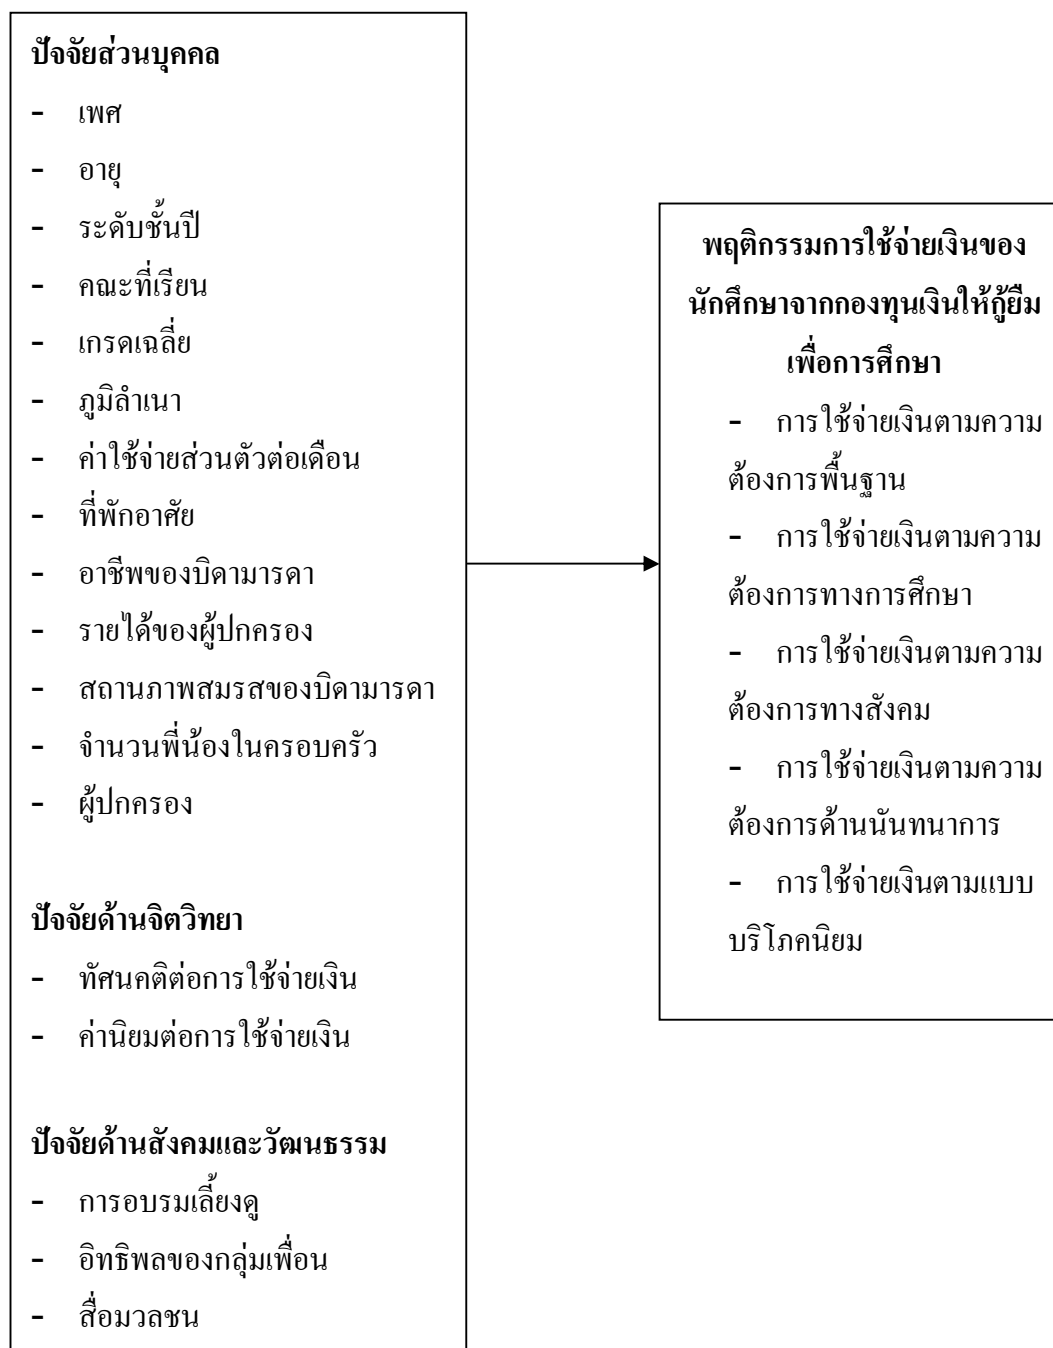 ปัจจัยส่วนบุคคล
- เพศ
- อายุ
- ระดับชั้นปี
- คณะที่เรียน
- เกรดเฉลี่ย
- ภูมิลำเนา
- ค่าใช้จ่ายส่วนตัวต่อเดือน
- ที่พักอาศัย
- อาชีพของบิดามารดา
- รายได้ของผู้ปกครอง
- สถานภาพสมรสของบิดามารดา
- จำนวนพี่น้องในครอบครัว
- ผู้ปกครอง
ปัจจัยด้านจิตวิทยา
- ทัศนคติต่อการใช้จ่ายเงิน
- ค่านิยมต่อการใช้จ่ายเงิน
ปัจจัยด้านสังคมและวัฒนธรรม
- การอบรมเลี้ยงดู
- อิทธิพลของกลุ่มเพื่อน
- สื่อมวลชน
พฤติกรรมการใช้จ่ายเงินของ
นักศึกษาจากกองทุนเงินให้กู้ยืม
เพื่อการศึกษา
- การใช้จ่ายเงินตามความ
ต้องการพื้นฐาน
- การใช้จ่ายเงินตามความ
ต้องการทางการศึกษา
- การใช้จ่ายเงินตามความ
ต้องการทางสังคม
- การใช้จ่ายเงินตามความ
ต้องการด้านนันทนาการ
- การใช้จ่ายเงินตามแบบ
บริโภคนิยม